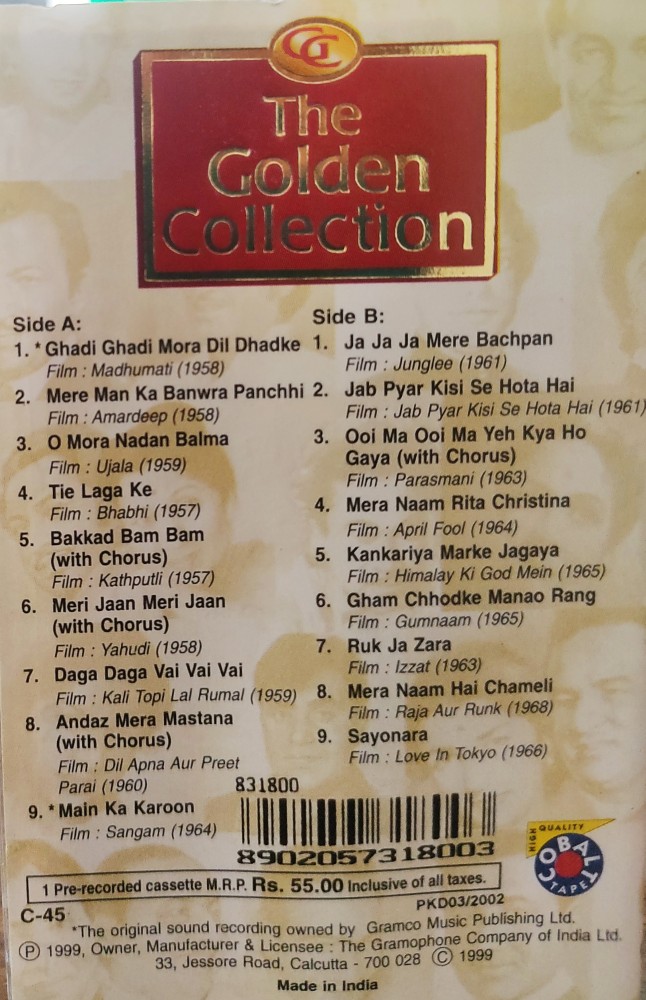 GC
The
Golden
Collection
Side A:
1. * Ghadi Ghadi Mora Dil Dhadke
Film : Madhumati (1958)
2. Mere Man Ka Banwra Panchhi
Film : Amardeep (1958)
3. O Mora Nadan Balma
Film : Ujala (1959)
4. Tie Laga Ke
Film : Bhabhi (1957)
5. Bakkad Bam Bam
(with Chorus)
Film : Kathputli (1957)
6. Meri Jaan Meri Jaan
(with Chorus)
Film : Yahudi (1958)
7. Daga Daga Vai Vai Vai
Film : Kali Topi Lal Rumal (1959)
8. Andaz Mera Mastana
(with Chorus)
Film : Dil Apna Aur Preet
Parai (1960)
9. * Main Ka Karoon
Film : Sangam (1964)
Side B:
1. Ja Ja Ja Mere Bachpan
Film : Junglee (1961)
2. Jab Pyar Kisi Se Hota Hai
Film : Jab Pyar Kisi Se Hota Hai (1961)
3. Ooi Ma Ooi Ma Yeh Kya Ho
Gaya (with Chorus)
Film : Parasmani (1963)
4. Mera Naam Rita Christina
Film : April Fool (1964)
5. Kankariya Marke Jagaya
Film : Himalay Ki God Mein (1965)
6. Gham Chhodke Manao Rang
Film : Gumnaam (1965)
7. Ruk Ja Zara
Film : Izzat (1963)
8. Mera Naam Hai Chameli
Film : Raja Aur Runk (1968)
9. Sayonara
Film : Love In Tokyo (1966)
831800
8902057318003
HIGH QUALITY
COBALT
TAPE
1 Pre-recorded cassette M.R.P. Rs. 55.00 Inclusive of all taxes.
PKD03/2002
C-45
*The original sound recording owned by Gramco Music Publishing Ltd.
Ⓟ 1999, Owner, Manufacturer & Licensee : The Gramophone Company of India Ltd.
33, Jessore Road, Calcutta - 700 028 © 1999
Made in India